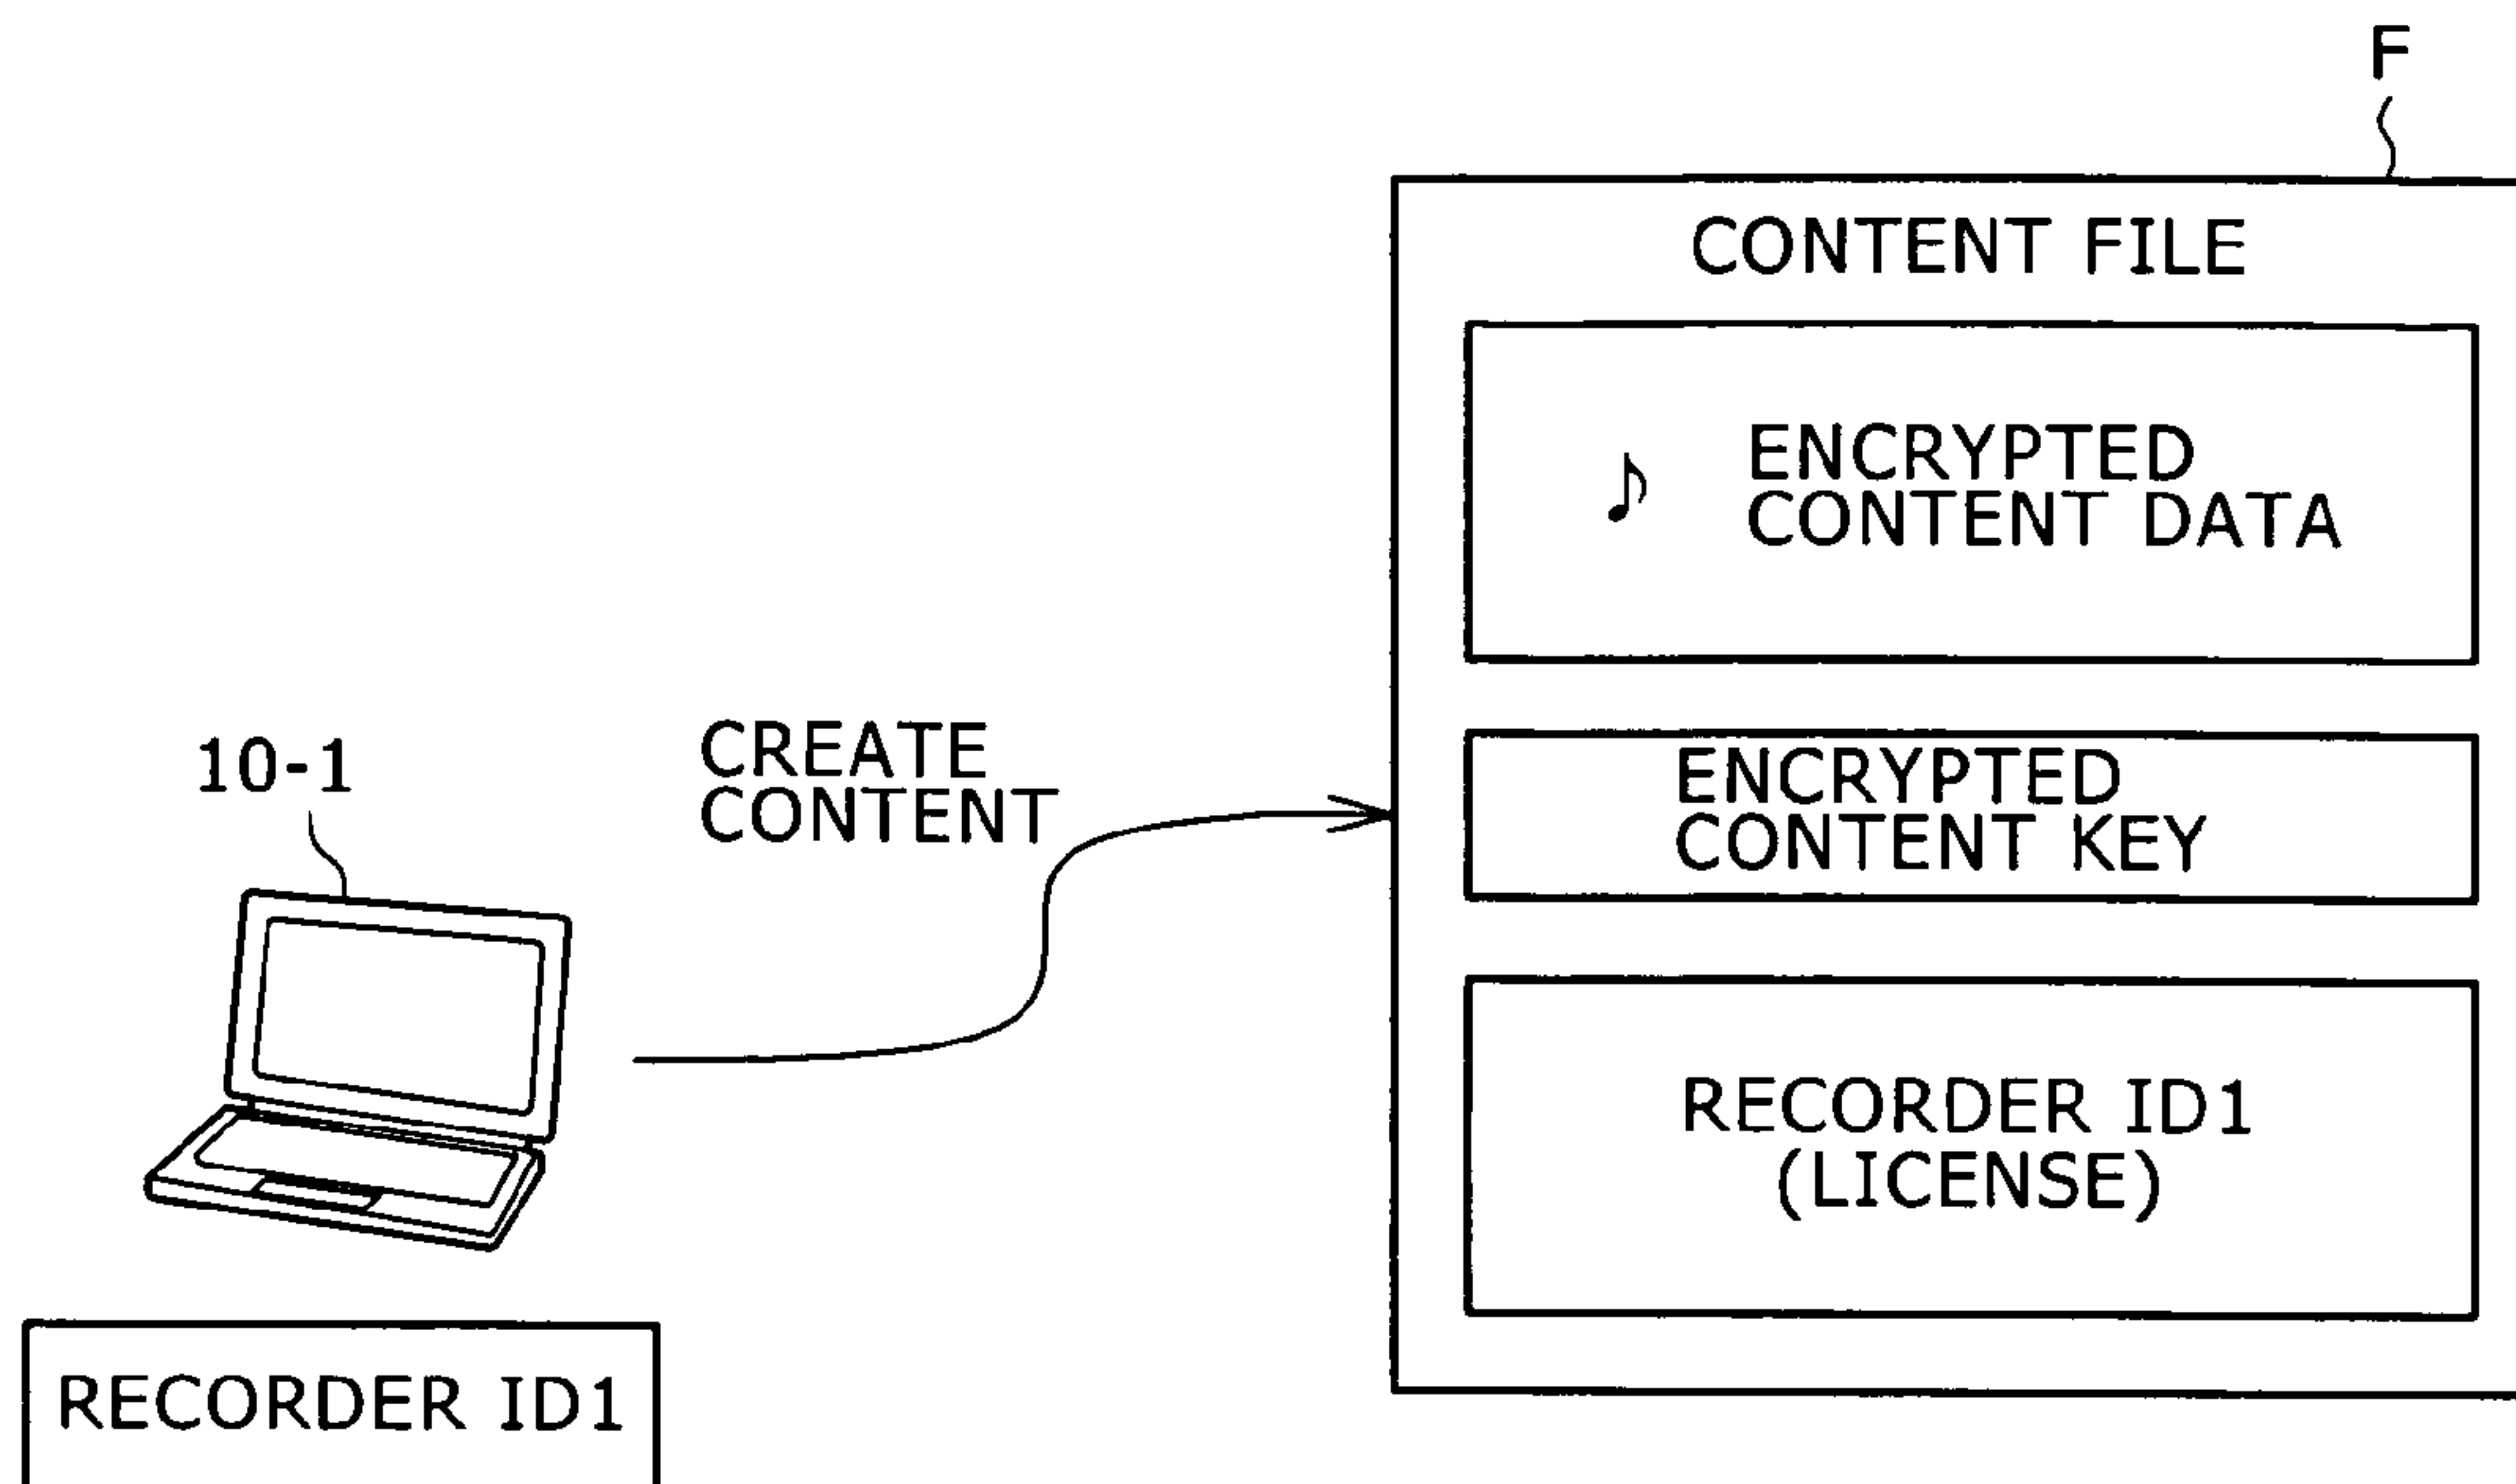 F
CONTENT FILE
ENCRYPTED
CONTENT DATA
10-1
CREATE
CONTENT
ENCRYPTED
CONTENT KEY
RECORDER ID1
(LICENSE)
RECORDER ID1